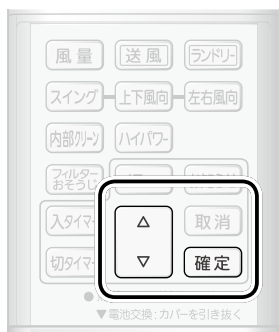 風量 送風 ランドリー
スイング 上下風向 左右風向
内部クリーン ハイパワー
フィルター
おそうじ
入タイマー △ 取消
切タイマー ▽ 確定
▼電池交換：カバーを引き抜く